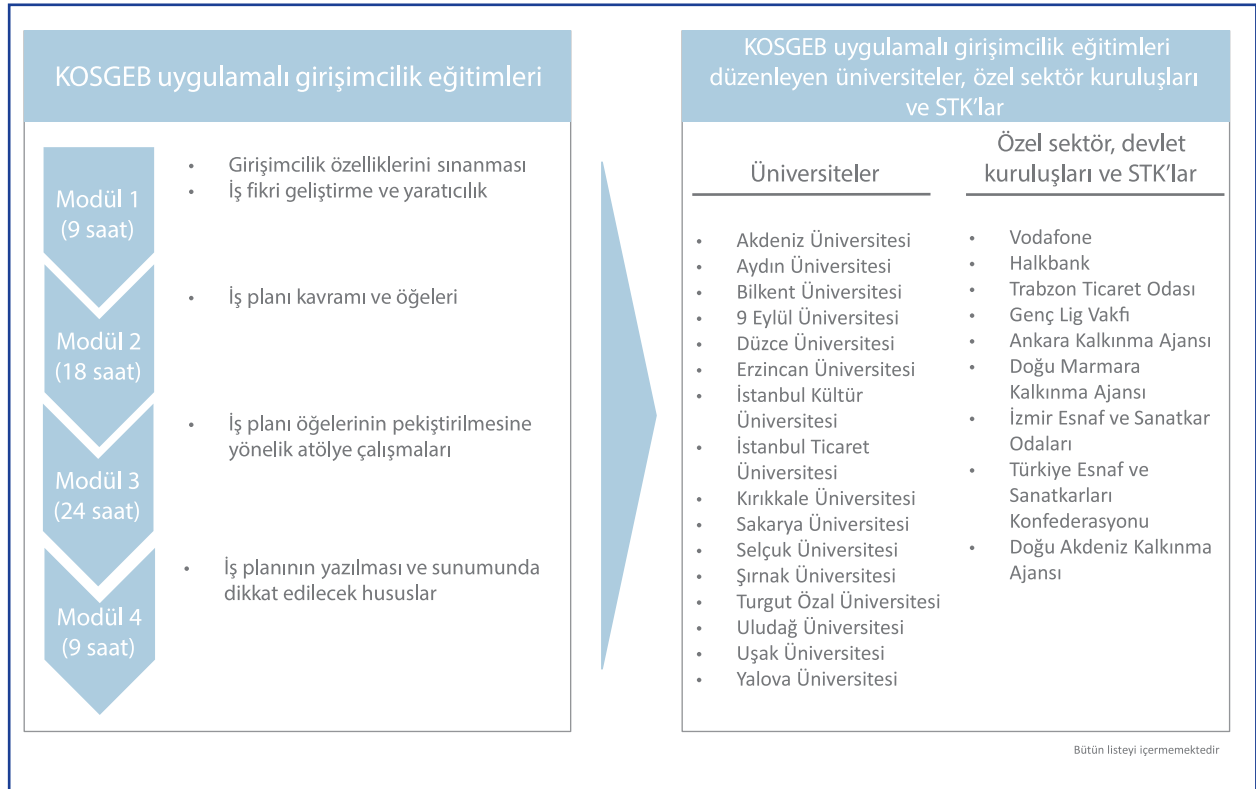 KOSGEB uygulamalı girişimcilik eğitimleri
Modül 1
(9 saat)
• Girişimcilik özelliklerini sınanması
• İş fikri geliştirme ve yaratıcılık
Modül 2
(18 saat)
• İş planı kavramı ve öğeleri
Modül 3
(24 saat)
• İş planı öğelerinin pekiştirilmesine
yönelik atölye çalışmaları
Modül 4
(9 saat)
• İş planının yazılması ve sunumunda
dikkat edilecek hususlar
KOSGEB uygulamalı girişimcilik eğitimleri
düzenleyen üniversiteler, özel sektör kuruluşları
ve STK'lar
Üniversiteler
• Akdeniz Üniversitesi
• Aydın Üniversitesi
• Bilkent Üniversitesi
• 9 Eylül Üniversitesi
• Düzce Üniversitesi
• Erzincan Üniversitesi
• İstanbul Kültür
Üniversitesi
• İstanbul Ticaret
Üniversitesi
• Kırıkkale Üniversitesi
• Sakarya Üniversitesi
• Selçuk Üniversitesi
• Şırnak Üniversitesi
• Turgut Özal Üniversitesi
• Uludağ Üniversitesi
• Uşak Üniversitesi
• Yalova Üniversitesi
Özel sektör, devlet
kuruluşları ve STK'lar
• Vodafone
• Halkbank
• Trabzon Ticaret Odası
• Genç Lig Vakfı
• Ankara Kalkınma Ajansı
• Doğu Marmara
Kalkınma Ajansı
• İzmir Esnaf ve Sanatkar
Odaları
• Türkiye Esnaf ve
Sanatkarları
Konfederasyonu
• Doğu Akdeniz Kalkınma
Ajansı
Bütün listeyi içermemektedir